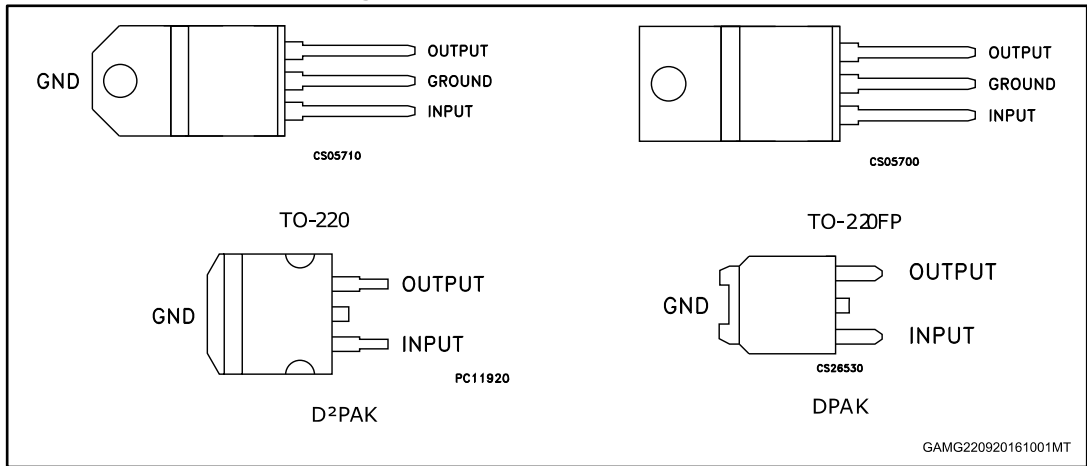 GND
OUTPUT
GROUND
INPUT
CS05710
TO-220
OUTPUT
GROUND
INPUT
CS05700
TO-220FP
GND
OUTPUT
INPUT
PC11920
D²PAK
GND
OUTPUT
INPUT
CS26530
DPAK
GAMG220920161001MT